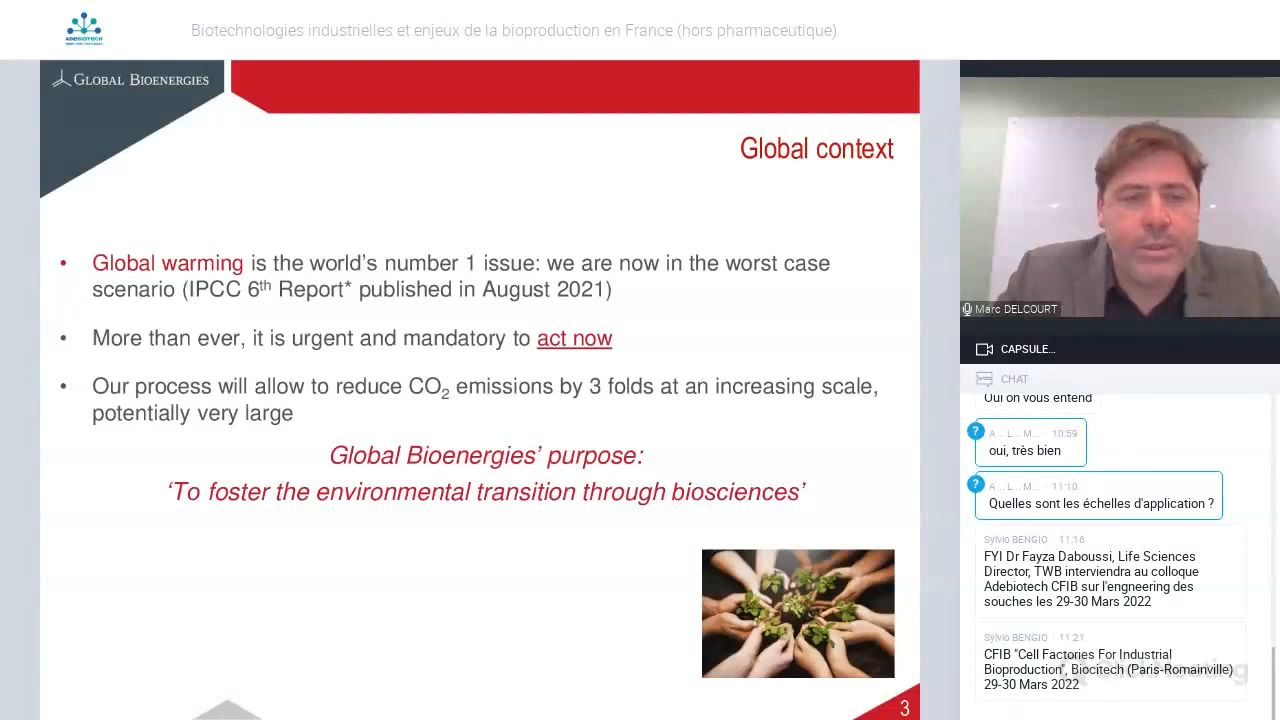 ADEBIOTECH
Biotechnologies industrielles et enjeux de la bioproduction en France (hors pharmaceutique)
GLOBAL BIOENERGIES
Global context
• Global warming is the world's number 1 issue: we are now in the worst case
scenario (IPCC 6th Report* published in August 2021)
• More than ever, it is urgent and mandatory to act now
• Our process will allow to reduce CO2 emissions by 3 folds at an increasing scale,
potentially very large
Global Bioenergies' purpose:
'To foster the environmental transition through biosciences'
3
Marc DELCOURT
CAPSULE...
CHAT
Oui on vous entend
A... L... M... 10:59
oui, très bien
A... L... M... 11:10
Quelles sont les échelles d'application ?
Sylvio BENGIO 11:16
FYI Dr Fayza Daboussi, Life Sciences
Director, TWB interviendra au colloque
Adebiotech CFIB sur l'engneering des
souches les 29-30 Mars 2022
Sylvio BENGIO 11:21
CFIB "Cell Factories For Industrial
Bioproduction", Biocitech (Paris-Romainville)
29-30 Mars 2022